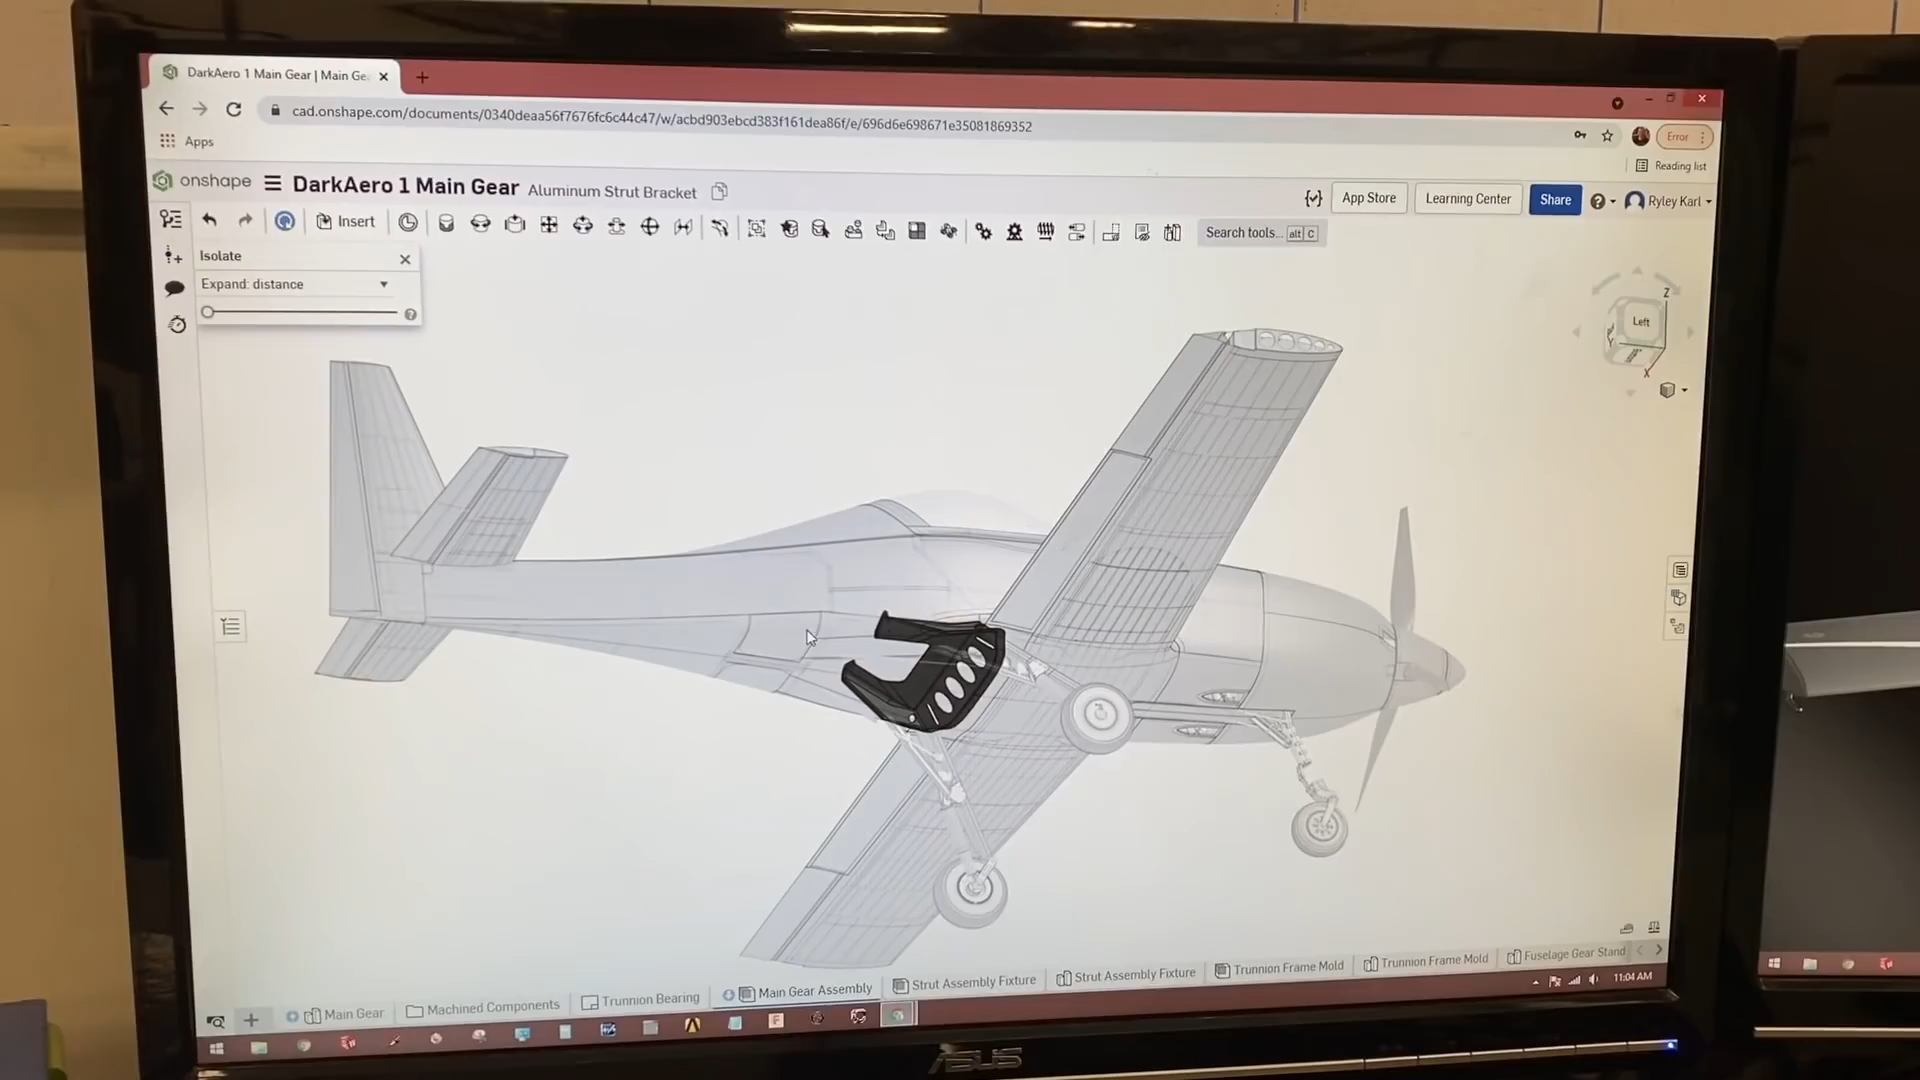 DarkAero 1 Main Gear | Main Ge
cad.onshape.com/documents/0340deaa56f7676fc6c44c47/w/acbd903ebcd383f161dea86f/e/696d6e698671e35081869352
Error
Apps
Reading list
onshape
DarkAero 1 Main Gear
Aluminum Strut Bracket
App Store
Learning Center
Share
Ryley Karl
Insert
Search tools... alt C
Isolate
Expand: distance
Left
Z
Y
X
Main Gear
Machined Components
Trunnion Bearing
Main Gear Assembly
Strut Assembly Fixture
Strut Assembly Fixture
Trunnion Frame Mold
Trunnion Frame Mold
Fuselage Gear Stand
11:04 AM
ASUS